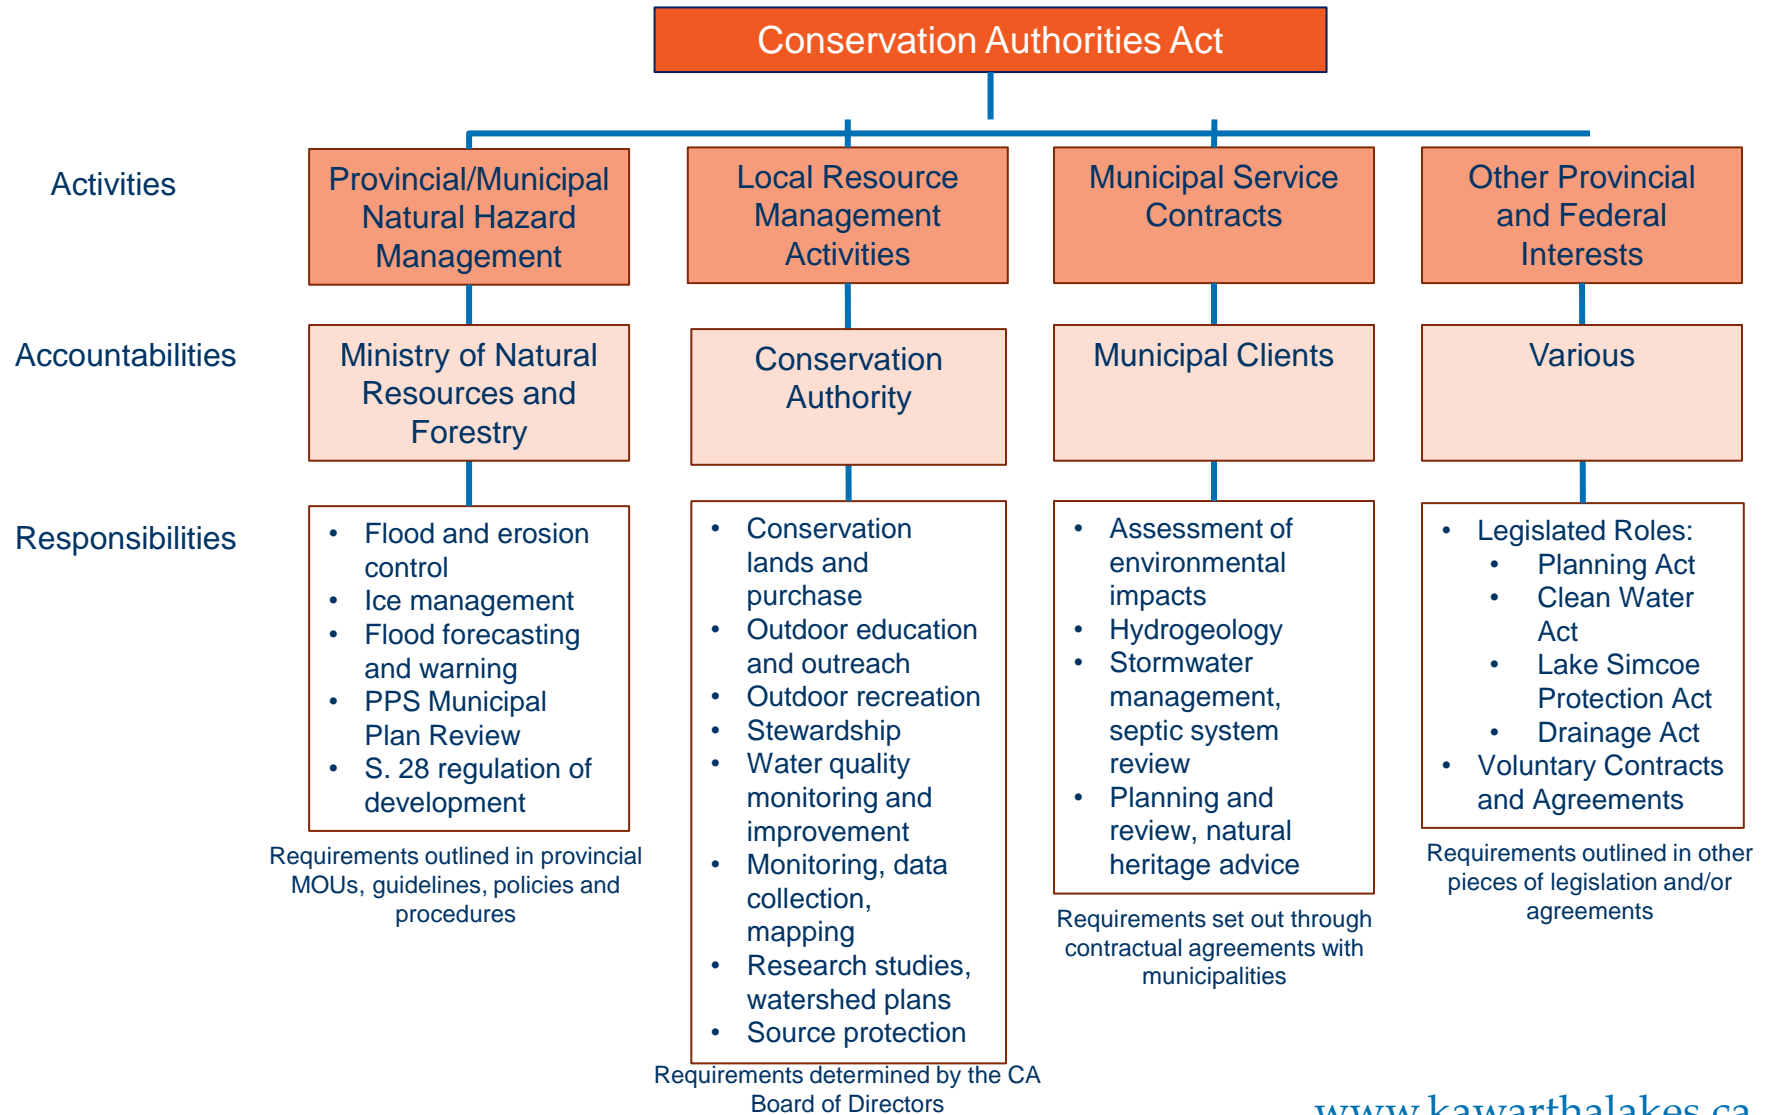 Conservation Authorities Act
Activities
Provincial/Municipal
Natural Hazard
Management
Local Resource
Management
Activities
Municipal Service
Contracts
Other Provincial
and Federal
Interests
Accountabilities
Ministry of Natural
Resources and
Forestry
Conservation
Authority
Municipal Clients
Various
Responsibilities
• Flood and erosion
control
• Ice management
• Flood forecasting
and warning
• PPS Municipal
Plan Review
• S. 28 regulation of
development
Requirements outlined in provincial
MOUs, guidelines, policies and
procedures
• Conservation
lands and
purchase
• Outdoor education
and outreach
• Outdoor recreation
• Stewardship
• Water quality
monitoring and
improvement
• Monitoring, data
collection,
mapping
• Research studies,
watershed plans
• Source protection
Requirements determined by the CA
Board of Directors
• Assessment of
environmental
impacts
• Hydrogeology
• Stormwater
management,
septic system
review
• Planning and
review, natural
heritage advice
Requirements set out through
contractual agreements with
municipalities
• Legislated Roles:
• Planning Act
• Clean Water
Act
• Lake Simcoe
Protection Act
• Drainage Act
• Voluntary Contracts
and Agreements
Requirements outlined in other
pieces of legislation and/or
agreements
www.kawarthalakes.ca